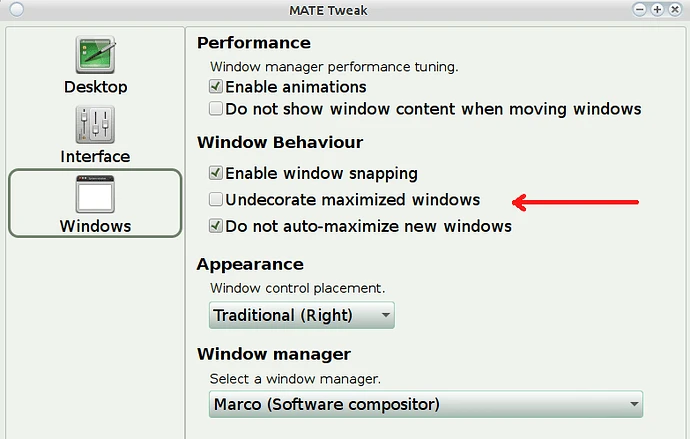 MATE Tweak
Desktop
Interface
Windows
Performance
Window manager performance tuning.
Enable animations
Do not show window content when moving windows
Window Behaviour
Enable window snapping
Undecorate maximized windows
Do not auto-maximize new windows
Appearance
Window control placement.
Traditional (Right)
Window manager
Select a window manager.
Marco (Software compositor)